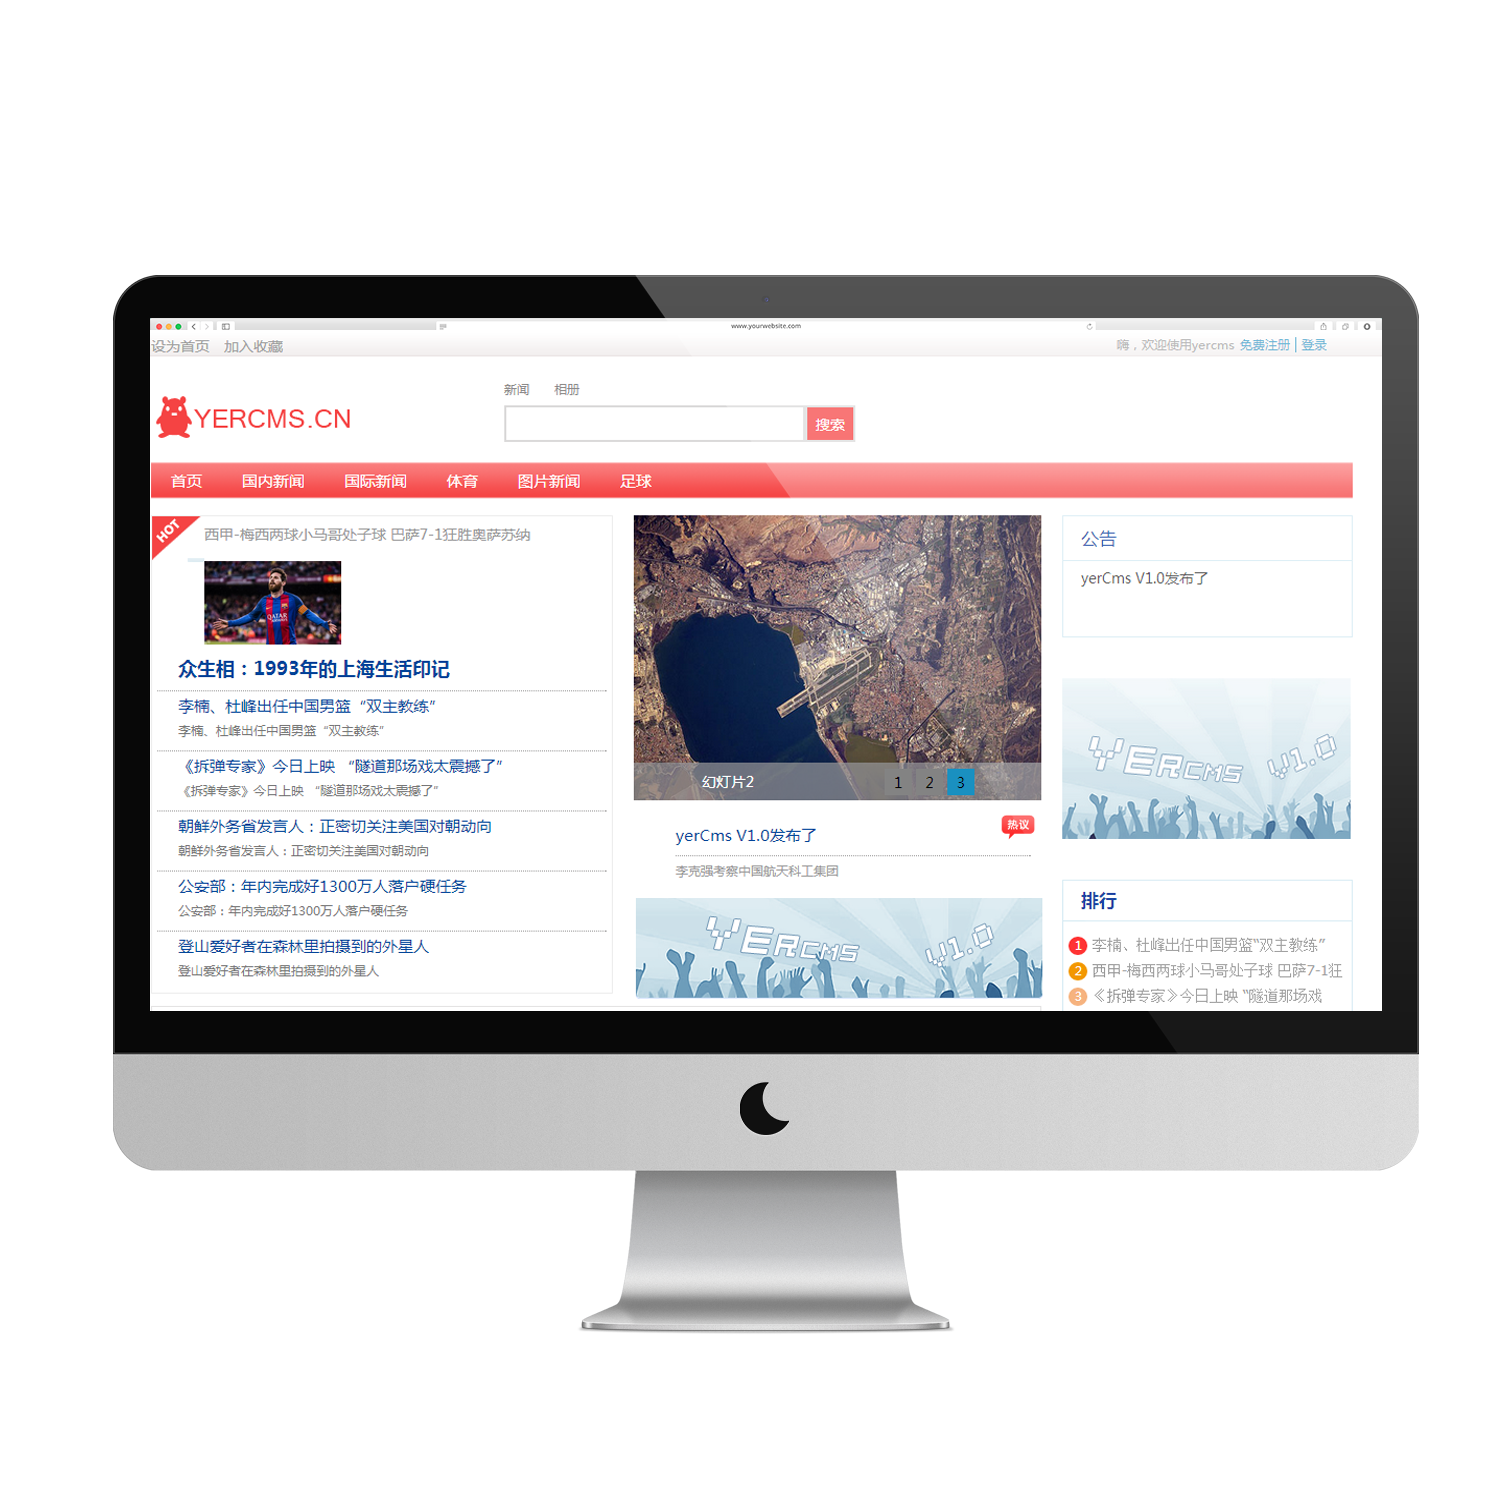 www.yourwebsite.com
设为首页 加入收藏
嗨，欢迎使用yercms 免费注册 | 登录
新闻 相册
YERCMS.CN
搜索
首页 国内新闻 国际新闻 体育 图片新闻 足球
HOT
西甲-梅西两球小马哥处子球 巴萨7-1狂胜奥萨苏纳
QATAR
众生相：1993年的上海生活印记
李楠、杜峰出任中国男篮“双主教练”
李楠、杜峰出任中国男篮“双主教练”
《拆弹专家》今日上映 “隧道那场戏太震撼了”
《拆弹专家》今日上映 “隧道那场戏太震撼了”
朝鲜外务省发言人：正密切关注美国对朝动向
朝鲜外务省发言人：正密切关注美国对朝动向
公安部：年内完成好1300万人落户硬任务
公安部：年内完成好1300万人落户硬任务
登山爱好者在森林里拍摄到的外星人
登山爱好者在森林里拍摄到的外星人
幻灯片2 1 2 3
yerCms V1.0发布了
热议
李克强考察中国航天科工集团
YERCMS V1.0
公告
yerCms V1.0发布了
YERCMS V1.0
排行
1 李楠、杜峰出任中国男篮“双主教练”
2 西甲-梅西两球小马哥处子球 巴萨7-1狂
3 《拆弹专家》今日上映 “隧道那场戏